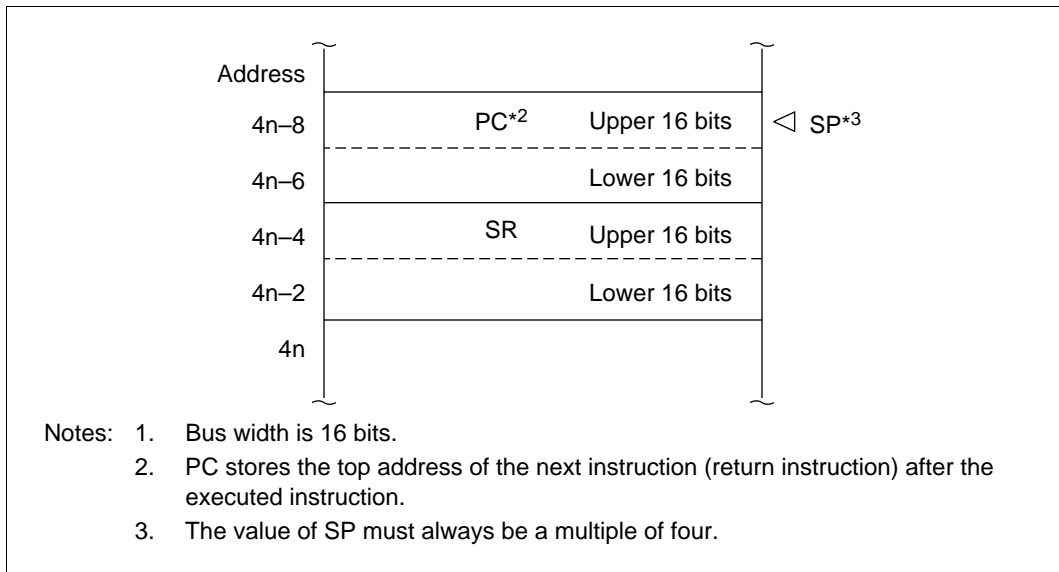 Address
4n–8 PC*2 Upper 16 bits SP*3
4n–6 Lower 16 bits
4n–4 SR Upper 16 bits
4n–2 Lower 16 bits
4n
Notes: 1. Bus width is 16 bits.
2. PC stores the top address of the next instruction (return instruction) after the
executed instruction.
3. The value of SP must always be a multiple of four.